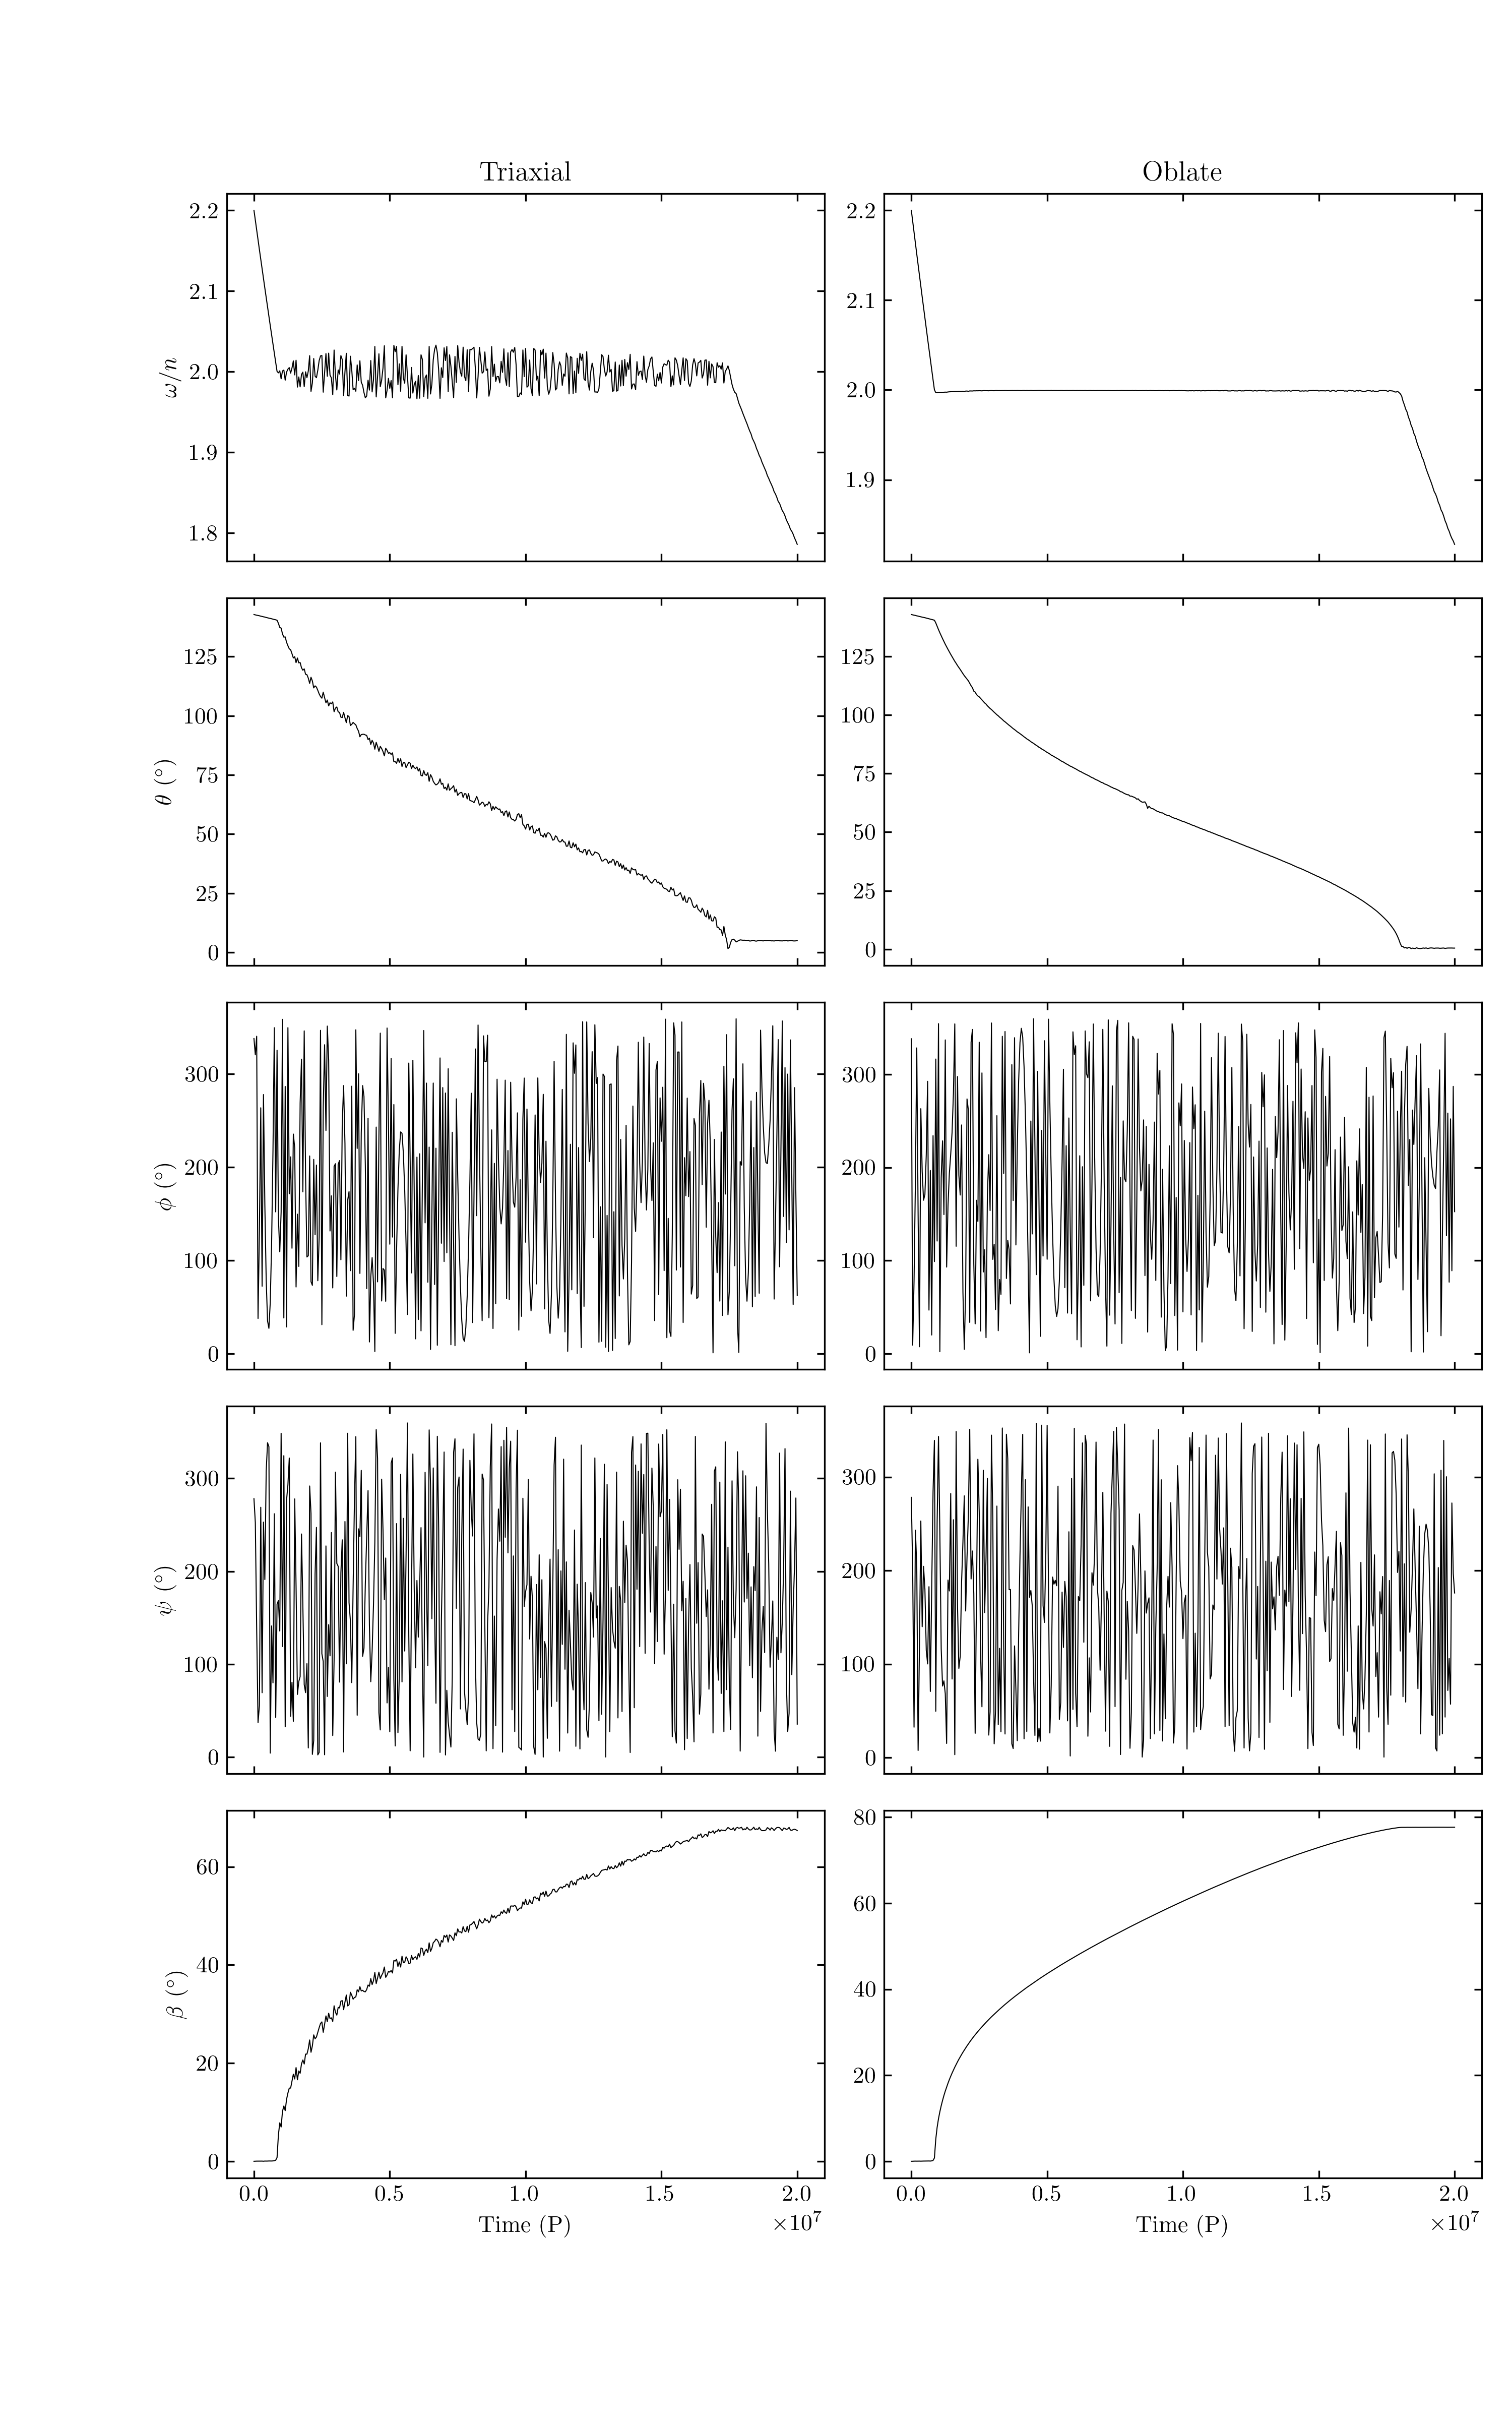 Triaxial Oblate
2.2 2.2
2.1 2.1
ω/n 2.0 2.0
1.9 1.9
1.8
θ (°) 125 125
100 100
75 75
50 50
25 25
0 0
φ (°) 300 300
200 200
100 100
0 0
ψ (°) 300 300
200 200
100 100
0 0
β (°) 80
60 60
40 40
20 20
0 0
0.0 0.5 1.0 1.5 2.0 0.0 0.5 1.0 1.5 2.0
Time (P) ×10⁷ Time (P) ×10⁷